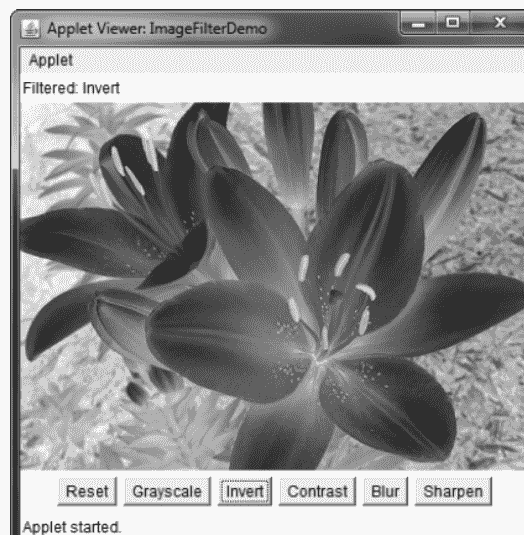 Applet Viewer: ImageFilterDemo
Applet
Filtered: Invert
Reset Grayscale Invert Contrast Blur Sharpen
Applet started.